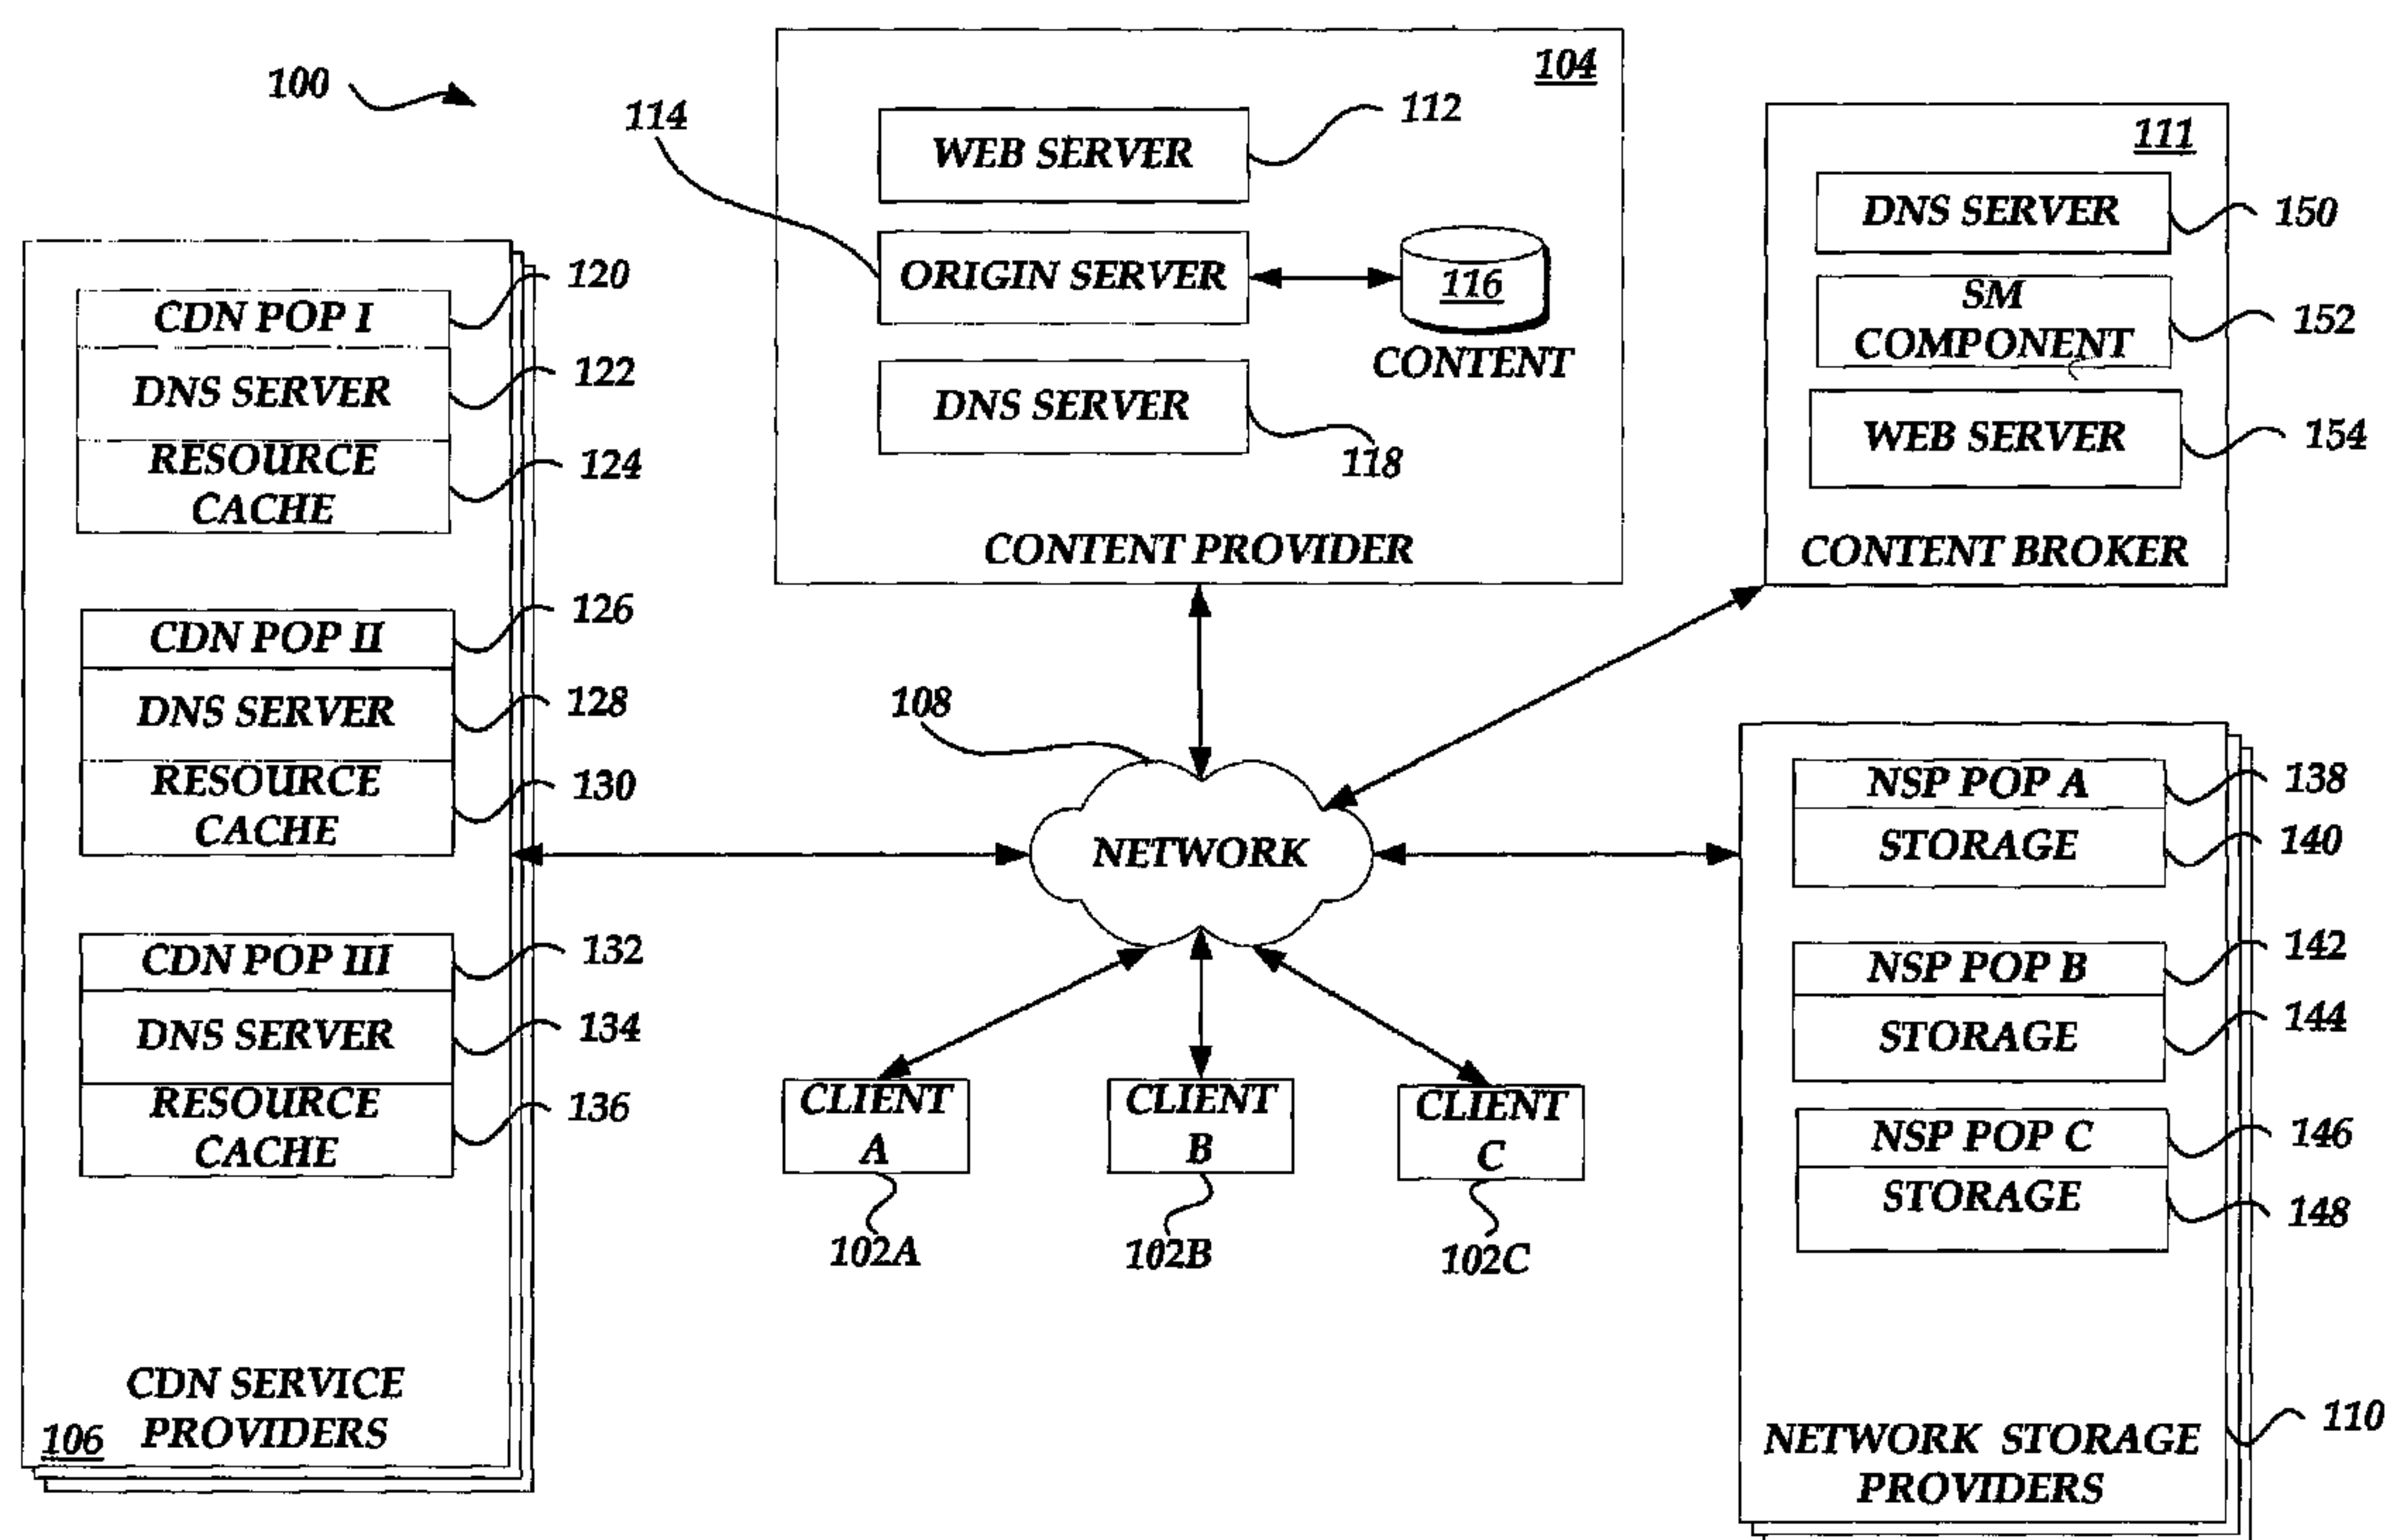 100
104
WEB SERVER
112
114
ORIGIN SERVER
116
CONTENT
DNS SERVER
118
CONTENT PROVIDER
111
DNS SERVER
150
SM
COMPONENT
152
WEB SERVER
154
CONTENT BROKER
CDN POP I
120
DNS SERVER
122
RESOURCE
CACHE
124
CDN POP II
126
DNS SERVER
128
RESOURCE
CACHE
130
CDN POP III
132
DNS SERVER
134
RESOURCE
CACHE
136
CDN SERVICE
PROVIDERS
106
108
NETWORK
CLIENT
A
102A
CLIENT
B
102B
CLIENT
C
102C
NSP POP A
138
STORAGE
140
NSP POP B
142
STORAGE
144
NSP POP C
146
STORAGE
148
NETWORK STORAGE
PROVIDERS
110